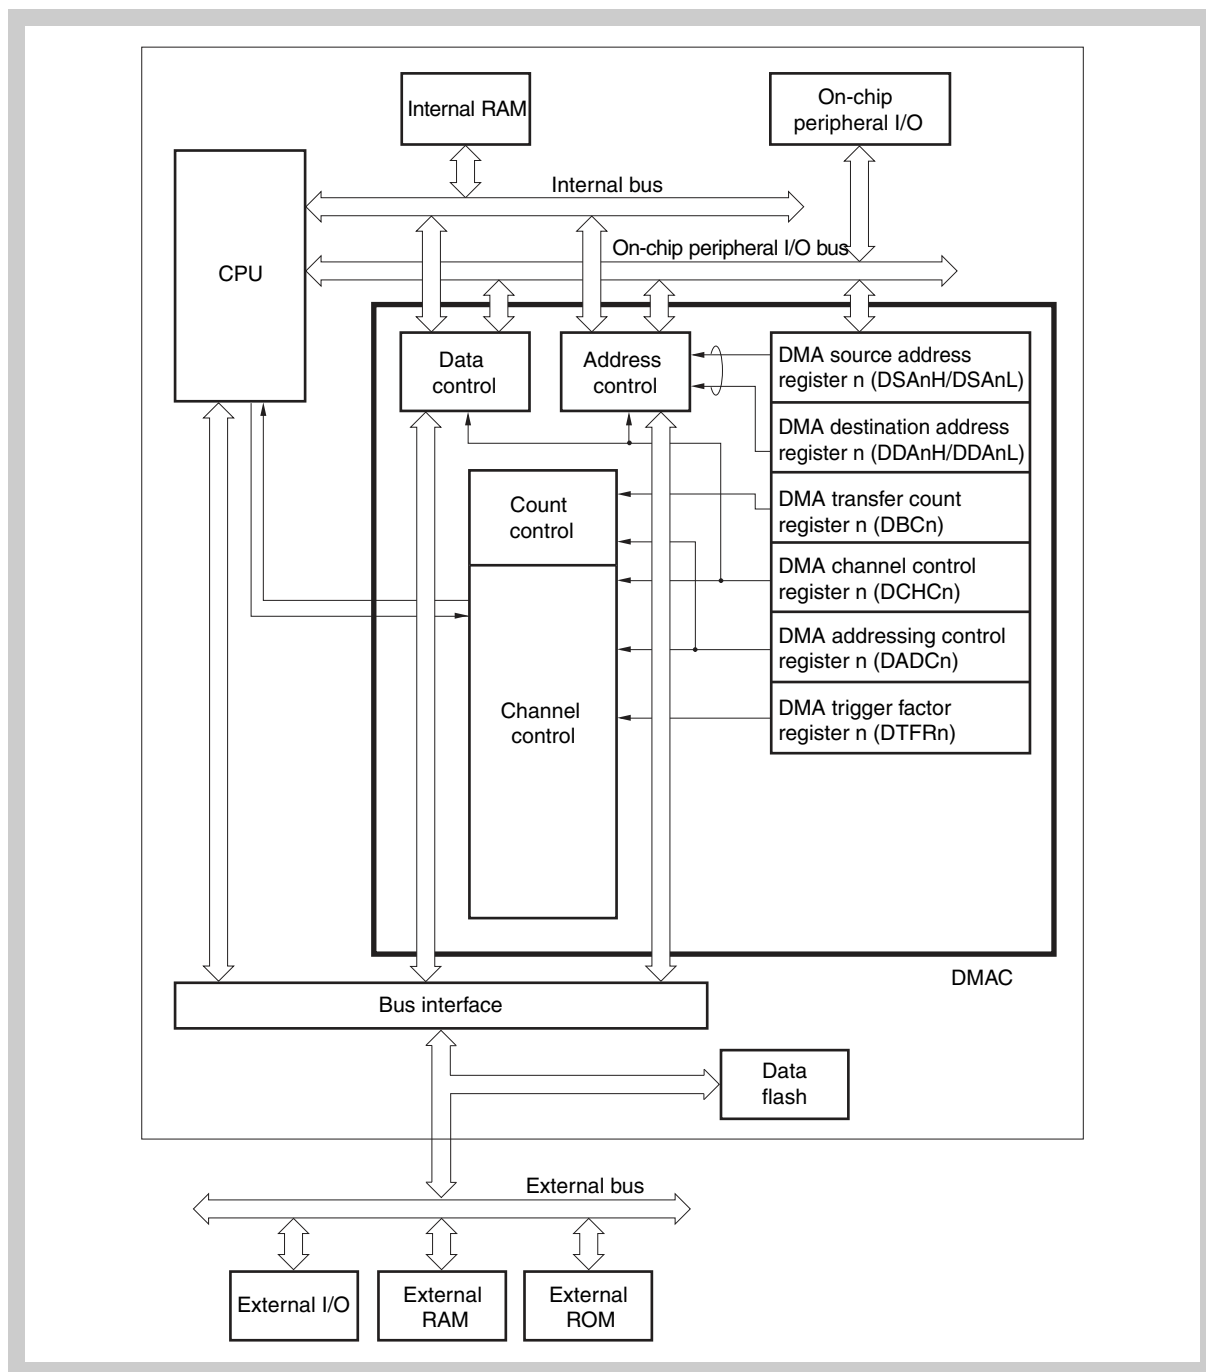 Internal RAM
On-chip
peripheral I/O
Internal bus
On-chip peripheral I/O bus
CPU
Data
control
Address
control
DMA source address
register n (DSAnH/DSAnL)
DMA destination address
register n (DDAnH/DDAnL)
Count
control
DMA transfer count
register n (DBCn)
DMA channel control
register n (DCHCn)
DMA addressing control
register n (DADCn)
Channel
control
DMA trigger factor
register n (DTFRn)
DMAC
Bus interface
Data
flash
External bus
External I/O
External
RAM
External
ROM